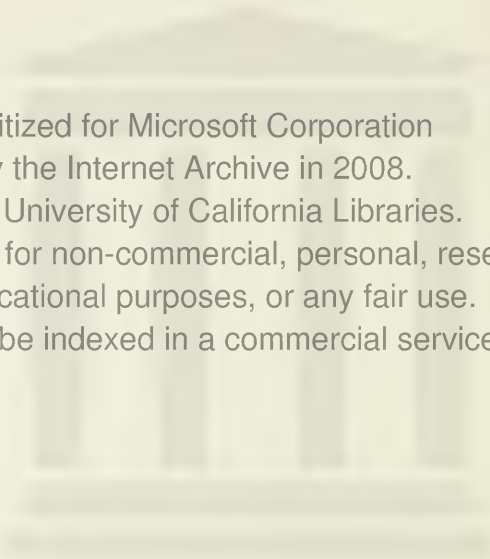 itized for Microsoft Corporation
the Internet Archive in 2008.
University of California Libraries.
for non-commercial, personal, rese
cational purposes, or any fair use.
be indexed in a commercial service